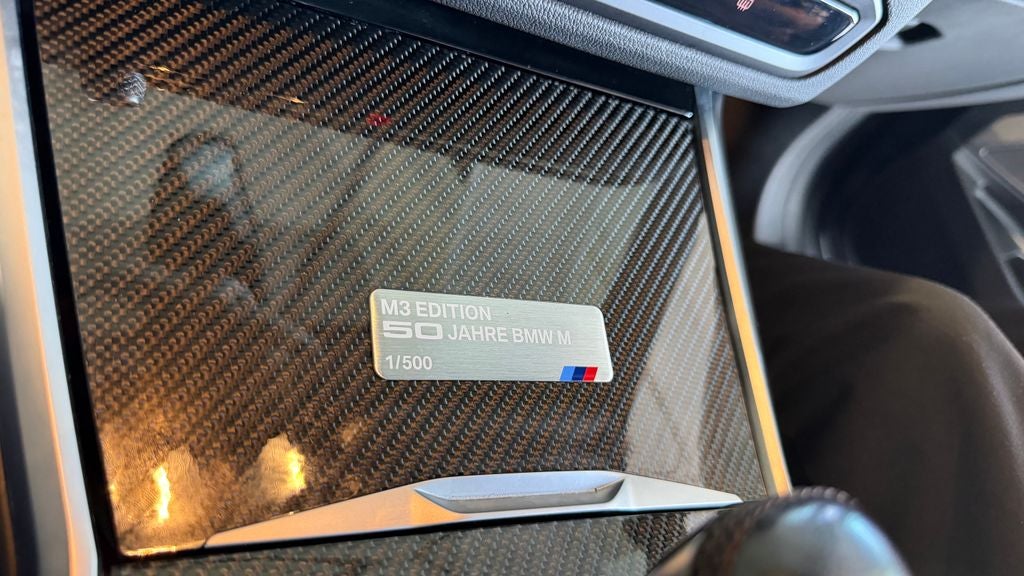 M3 EDITION
50 JAHRE BMW M
1/500